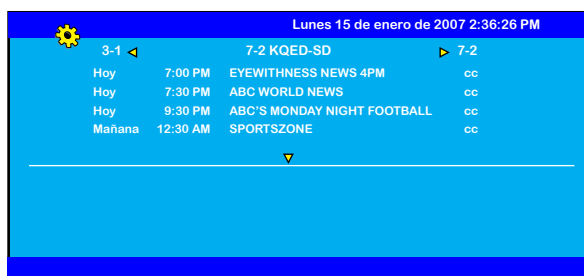 Lunes 15 de enero de 2007 2:36:26 PM
3-1 7-2 KQED-SD 7-2
Hoy 7:00 PM EYEWITHNESS NEWS 4PM cc
Hoy 7:30 PM ABC WORLD NEWS cc
Hoy 9:30 PM ABC'S MONDAY NIGHT FOOTBALL cc
Mañana 12:30 AM SPORTSZONE cc